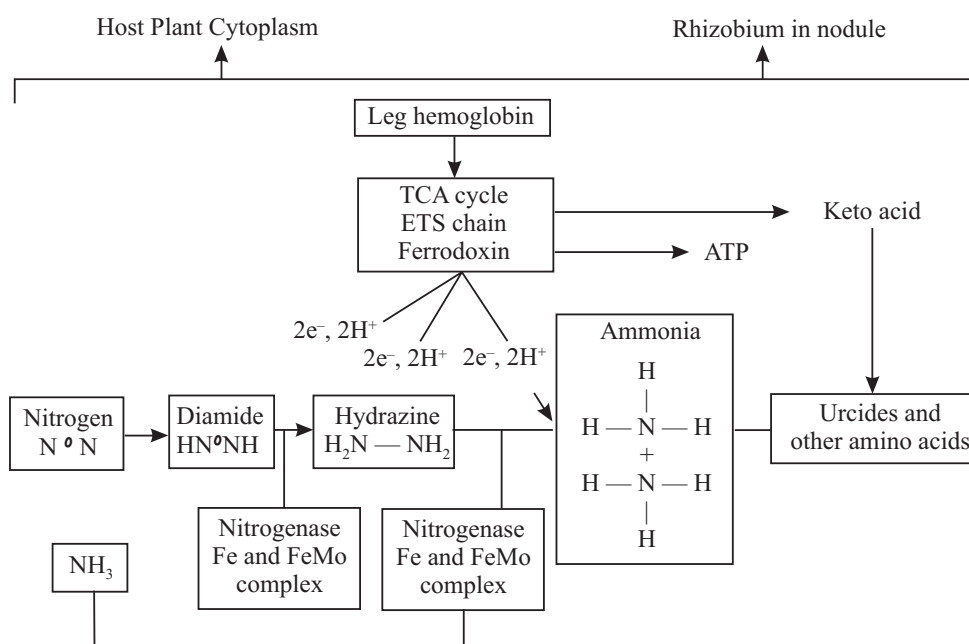 Host Plant Cytoplasm
Rhizobium in nodule
Leg hemoglobin
TCA cycle
ETS chain
Ferrodoxin
Keto acid
ATP
2e⁻, 2H⁺
2e⁻, 2H⁺
2e⁻, 2H⁺
Ammonia
H
|
H — N — H
+
H — N — H
|
H
Nitrogen
N º N
Diamide
HNºNH
Hydrazine
H₂N — NH₂
Urcides and
other amino acids
Nitrogenase
Fe and FeMo
complex
Nitrogenase
Fe and FeMo
complex
NH₃